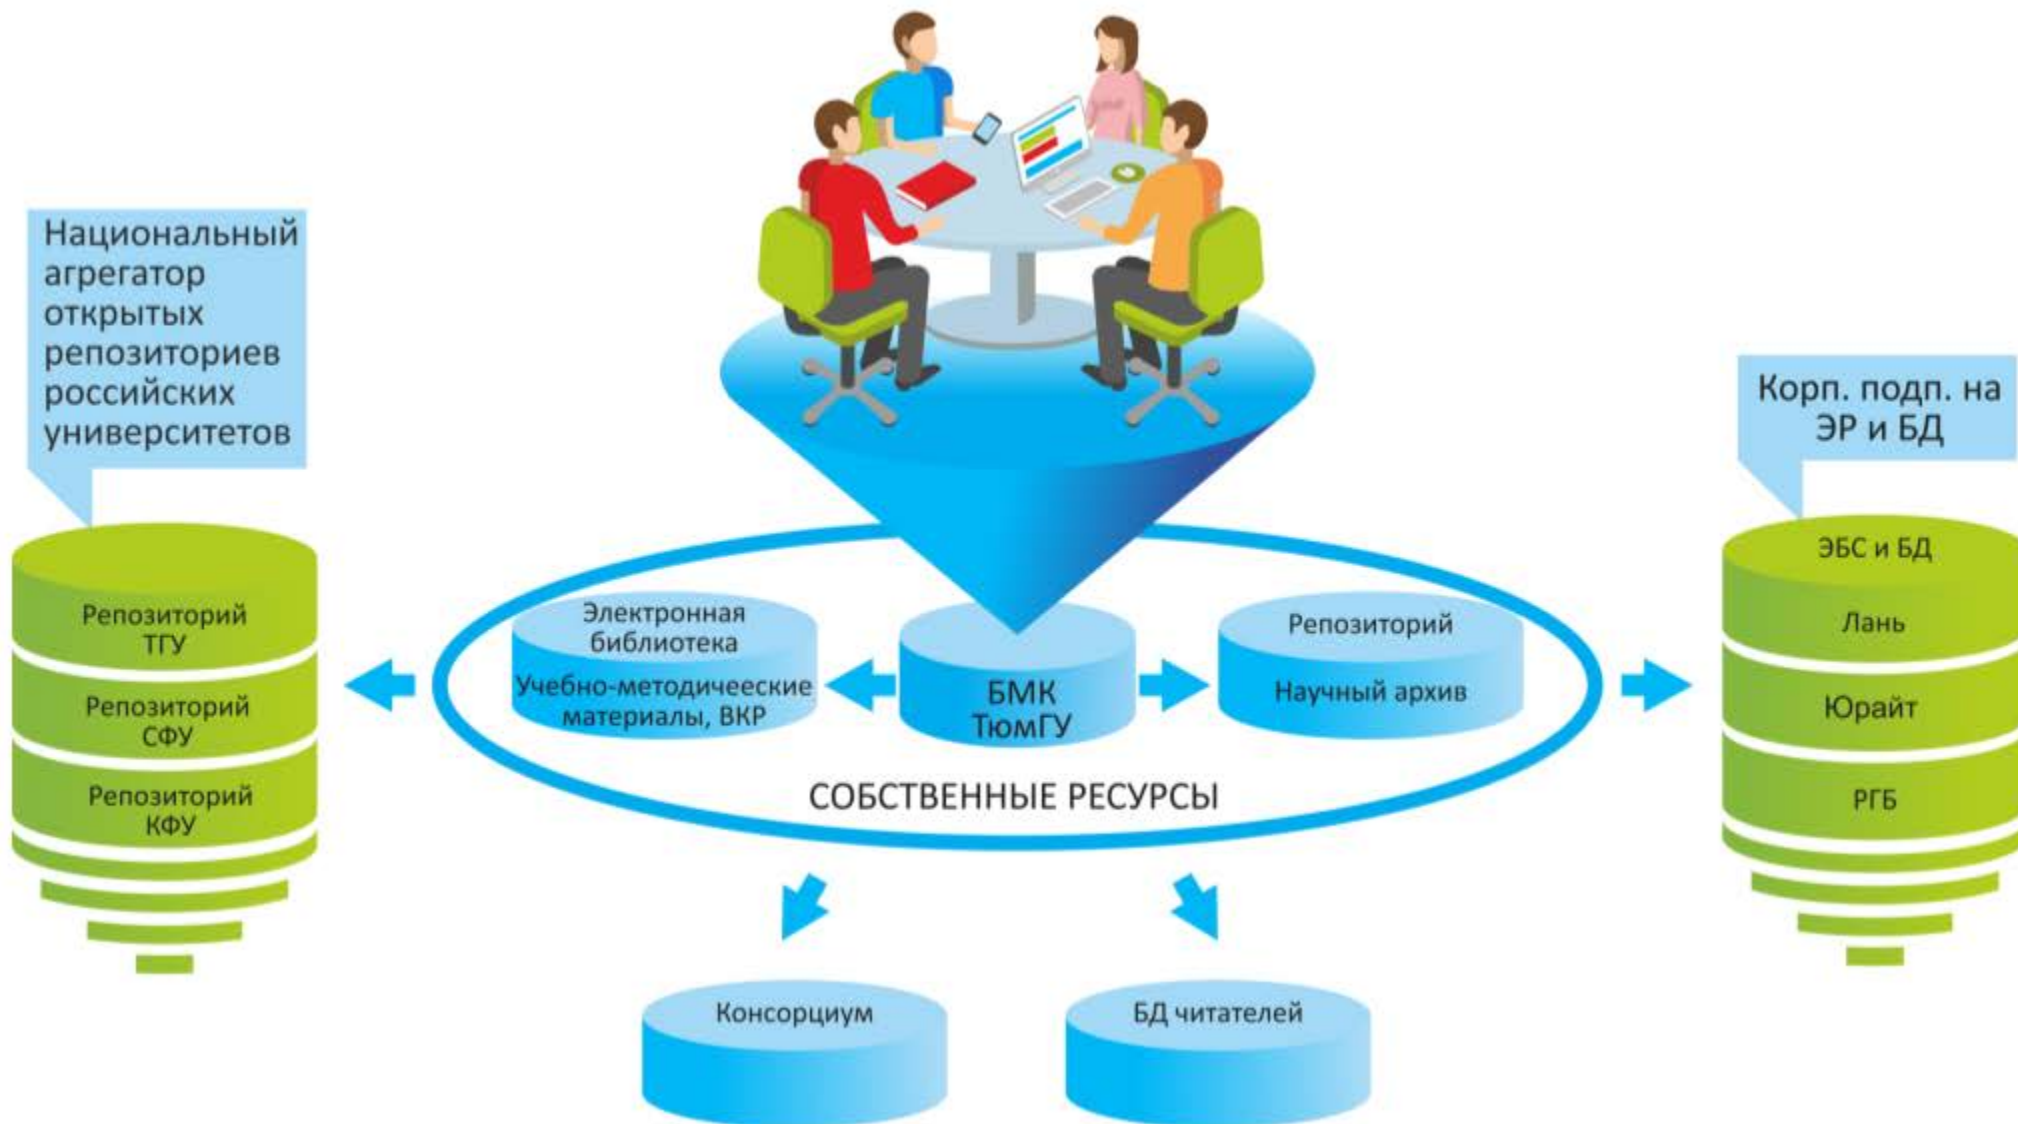 Национальный
агрегатор
открытых
репозиториев
российских
университетов
Репозиторий
ТГУ
Репозиторий
СФУ
Репозиторий
КФУ
Электронная
библиотека
Учебно-методичееские
материалы, ВКР
БМК
ТюмГУ
Репозиторий
Научный архив
СОБСТВЕННЫЕ РЕСУРСЫ
Консорциум
БД читателей
Корп. подп. на
ЭР и БД
ЭБС и БД
Лань
Юрайт
РГБ